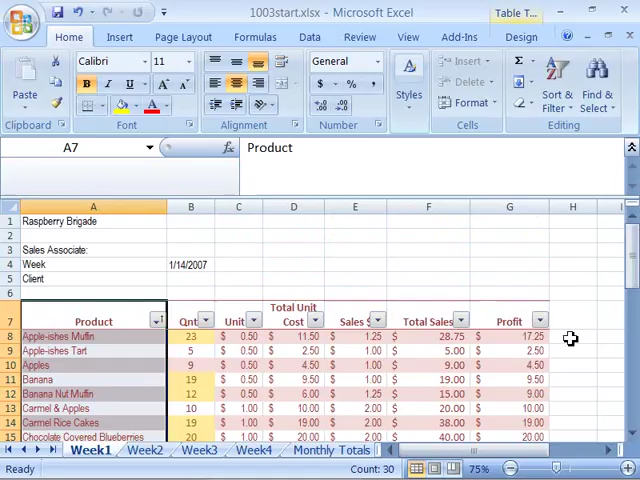 1003start.xlsx - Microsoft Excel
Table T...
Home Insert Page Layout Formulas Data Review View Add-Ins Design
Paste
Clipboard
Calibri 11
B I U
A A
A
Font
Alignment
General
$ % ,
Number
Styles
Insert
Delete
Format
Cells
Σ
Sort & Filter
Find & Select
Editing
A7 fx Product
A B C D E F G H I
1 Raspberry Brigade
2
3 Sales Associate:
4 Week 1/14/2007
5 Client
6
7 Product Qnt Unit Total Unit Cost Sales $ Total Sales Profit
8 Apple-ishes Muffin 23 $ 0.50 $ 11.50 $ 1.25 $ 28.75 $ 17.25
9 Apple-ishes Tart 5 $ 0.50 $ 2.50 $ 1.00 $ 5.00 $ 2.50
10 Apples 9 $ 0.50 $ 4.50 $ 1.00 $ 9.00 $ 4.50
11 Banana 19 $ 0.50 $ 9.50 $ 1.00 $ 19.00 $ 9.50
12 Banana Nut Muffin 12 $ 0.50 $ 6.00 $ 1.25 $ 15.00 $ 9.00
13 Carmel & Apples 10 $ 1.00 $ 10.00 $ 2.00 $ 20.00 $ 10.00
14 Carmel Rice Cakes 19 $ 1.00 $ 19.00 $ 2.00 $ 38.00 $ 19.00
15 Chocolate Covered Blueberries 20 $ 1.00 $ 20.00 $ 2.00 $ 40.00 $ 20.00
Week1 Week2 Week3 Week4 Monthly Totals
Ready Count: 30 75%